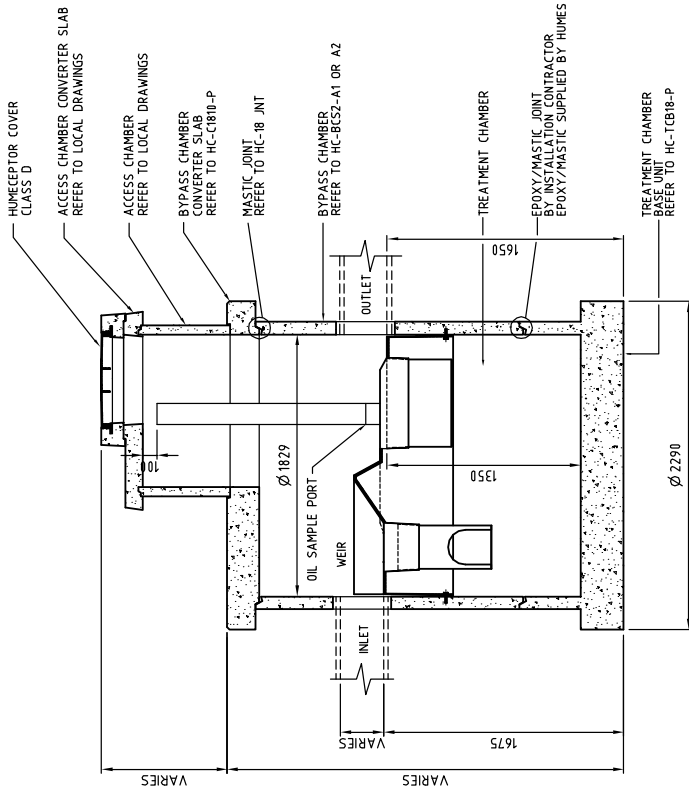 HUMECEPTOR COVER
CLASS D
ACCESS CHAMBER CONVERTER SLAB
REFER TO LOCAL DRAWINGS
ACCESS CHAMBER
REFER TO LOCAL DRAWINGS
BYPASS CHAMBER
CONVERTER SLAB
REFER TO HC-C1810-P
MASTIC JOINT
REFER TO HC-18 JNT
BYPASS CHAMBER
REFER TO HC-BCS2-A1 OR A2
TREATMENT CHAMBER
EPOXY/MASTIC JOINT
BY INSTALLATION CONTRACTOR
EPOXY/MASTIC SUPPLIED BY HUMES
TREATMENT CHAMBER
BASE UNIT
REFER TO HC-TCB18-P
OUTLET
1650
100
Ø 1829
OIL SAMPLE PORT
WEIR
1350
Ø 2290
INLET
VARIES
1675
VARIES
VARIES